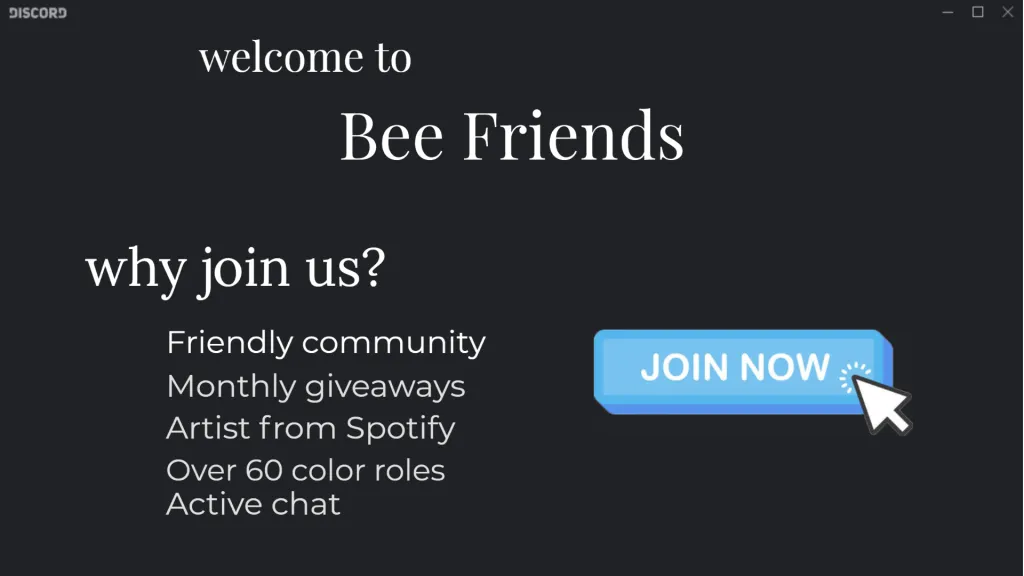 DISCORD
welcome to
Bee Friends
why join us?
Friendly community
Monthly giveaways
Artist from Spotify
Over 60 color roles
Active chat
JOIN NOW